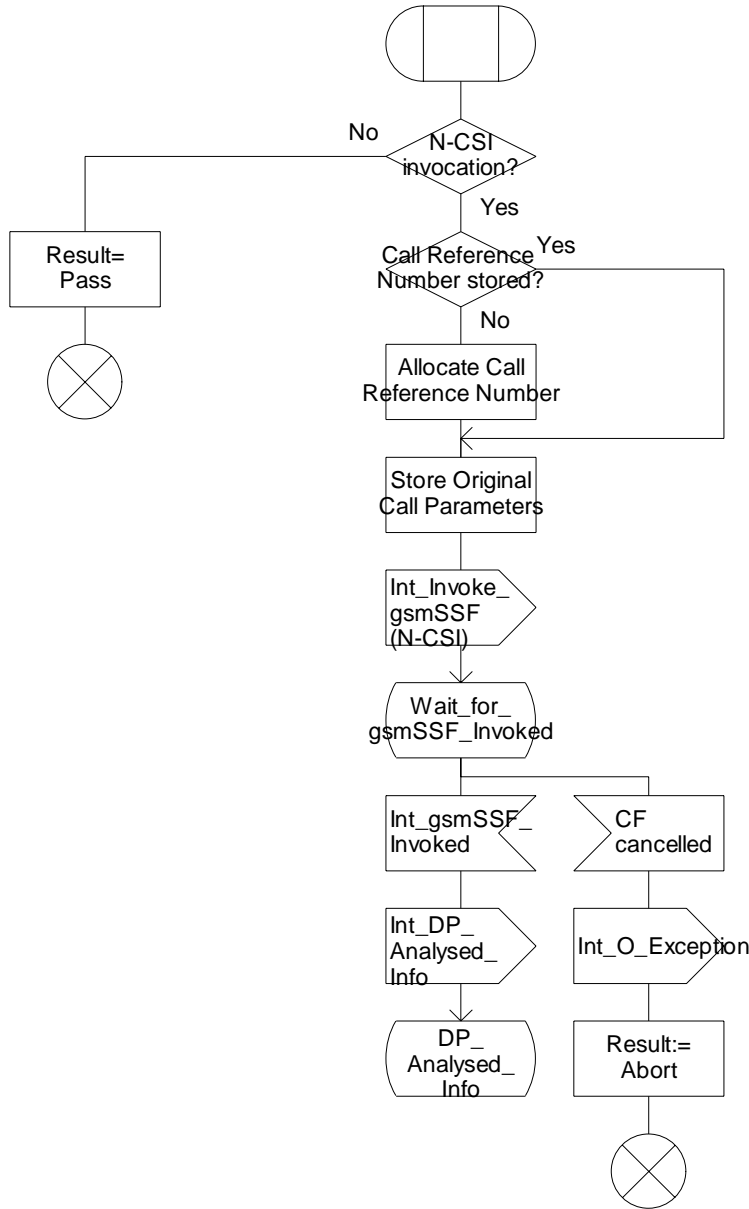 No
N-CSI
invocation?
Yes
Result=
Pass
Call Reference
Number stored?
Yes
No
Allocate Call
Reference Number
Store Original
Call Parameters
Int_Invoke_
gsmSSF
(N-CSI)
Wait_for_
gsmSSF_Invoked
Int_gsmSSF_
Invoked
CF
cancelled
Int_DP_
Analysed_
Info
Int_O_Exception
DP_
Analysed_
Info
Result:=
Abort